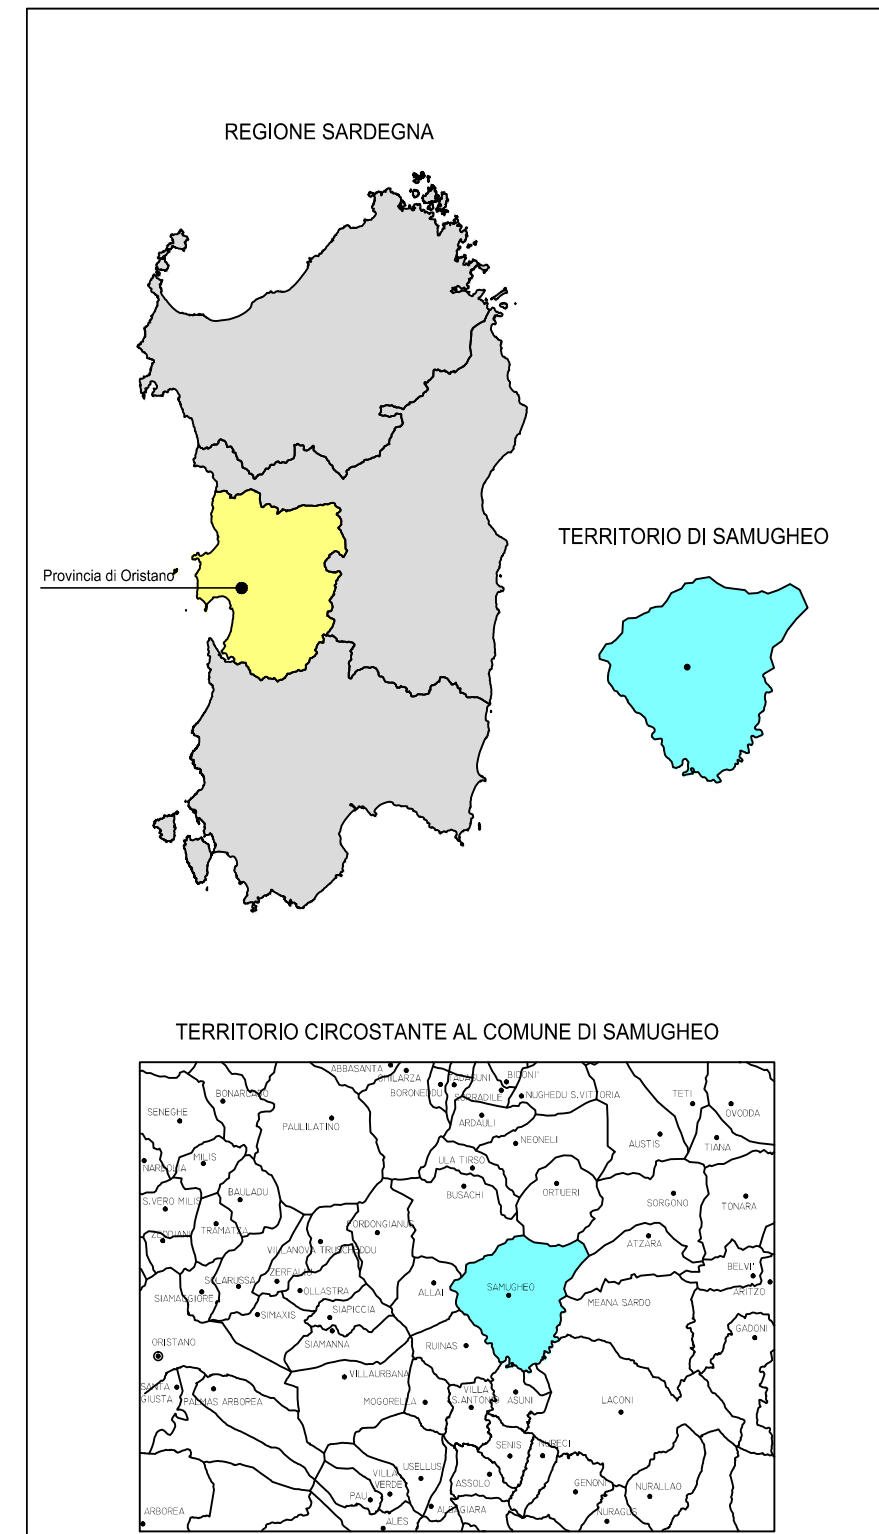 REGIONE SARDEGNA
TERRITORIO DI SAMUGHEO
Provincia di Oristano
TERRITORIO CIRCOSTANTE AL COMUNE DI SAMUGHEO
ABBASANTA
GHILARZA
TADASUNI
BIDONI'
BONARCADO
BORONEDDU
SORRADILE
NUGHEDU S.VITTORIA
TETI
OVODDA
SENEGHE
PAULILATINO
ARDAULI
NEONELI
AUSTIS
TIANA
MILIS
NARBOLIA
ULA TIRSO
BAULADU
BUSACHI
ORTUERI
SORGONO
TONARA
S.VERO MILIS
TRAMATZA
FORDONGIANUS
ZEDDIANI
VILLANOVA TRUSCHEDDU
ATZARA
ZERFALIU
BELVI'
SOLARUSSA
ARITZO
SIAMAGGIORE
OLLASTRA
ALLAI
SAMUGHEO
MEANA SARDO
SIMAXIS
SIAPICCIA
GADONI
ORISTANO
SIAMANNA
RUINAS
VILLAURBANA
SANTA
GIUSTA
PALMAS ARBOREA
MOGORELLA
VILLA
S.ANTONIO
ASUNI
LACONI
SENIS
NURECI
USELLUS
VILLA
VERDE
ASSOLO
GENONI
NURALLAO
PAU
ALBAGIARA
ARBOREA
ALES
NURAGUS